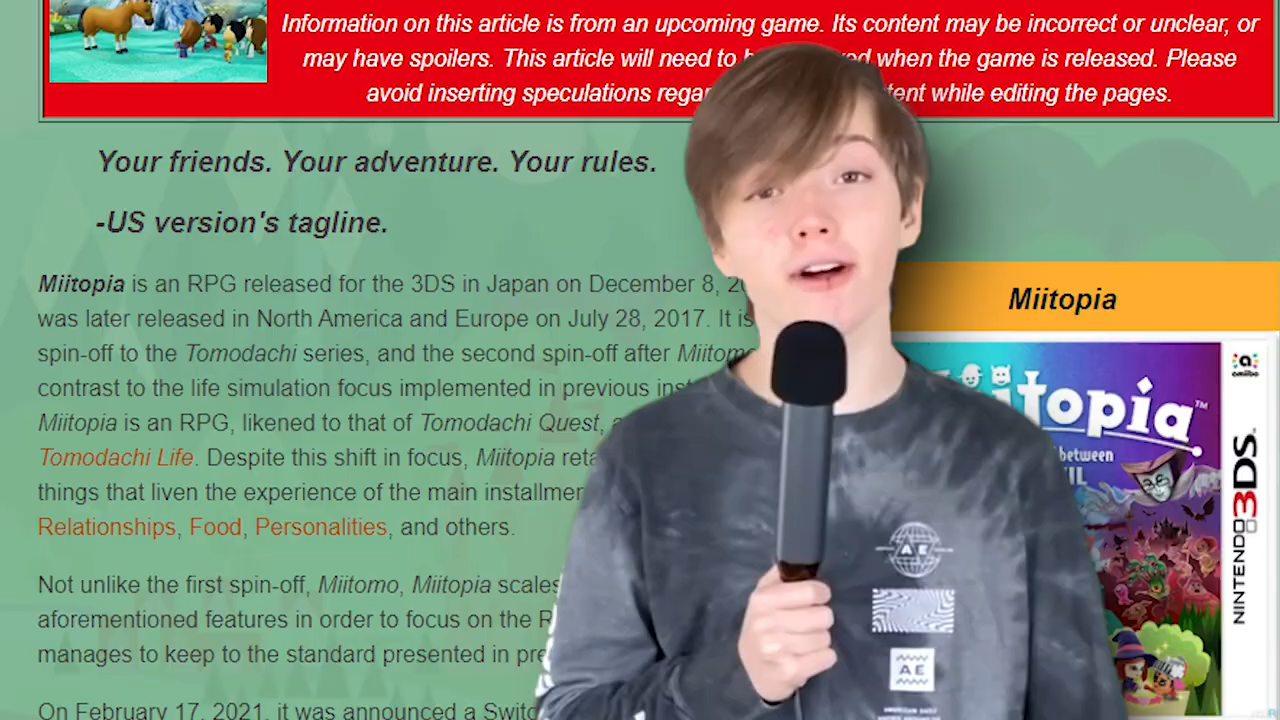 Information on this article is from an upcoming game. Its content may be incorrect or unclear, or
may have spoilers. This article will need to when the game is released. Please
avoid inserting speculations while editing the pages.
Your friends. Your adventure. Your rules.
-US version's tagline.
Miitopia is an RPG released for the 3DS in Japan on December 8,
was later released in North America and Europe on July 28, 2017. It is
spin-off to the Tomodachi series, and the second spin-off after
contrast to the life simulation focus implemented in previous
Miitopia is an RPG, likened to that of Tomodachi Quest,
Tomodachi Life. Despite this shift in focus, Miitopia
things that liven the experience of the main
Relationships, Food, Personalities, and others.
Not unlike the first spin-off, Miitomo, Miitopia scales
aforementioned features in order to focus on the
manages to keep to the standard presented in
On February 17, 2021, it was announced a
Miitopia
itopia™
between
amiibo
NINTENDO 3DS
AE
AE